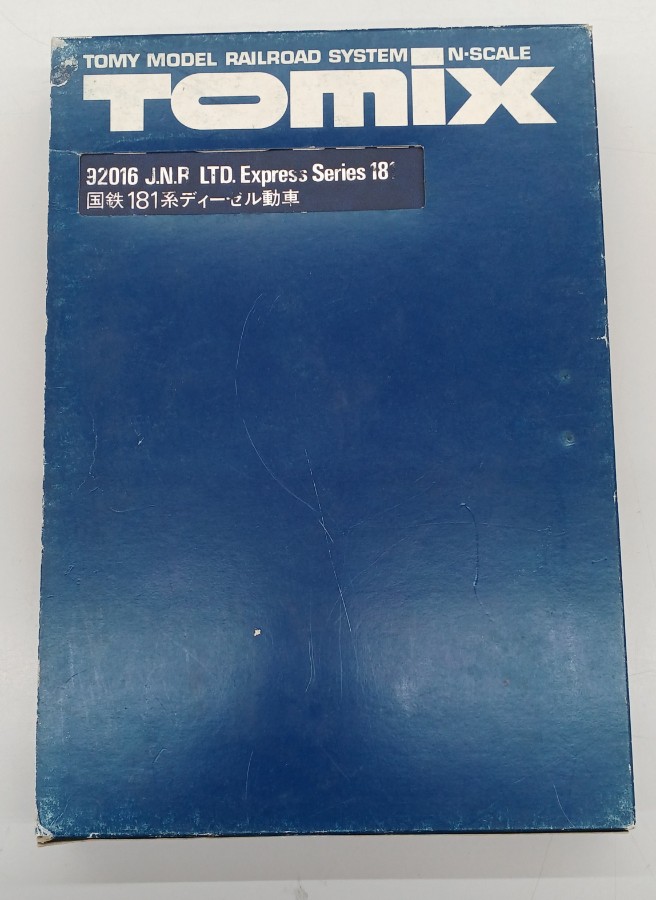 TOMY MODEL RAILROAD SYSTEM N-SCALE
TOMIX
92016 J.N.R LTD. Express Series 181
国鉄181系ディーゼル動車